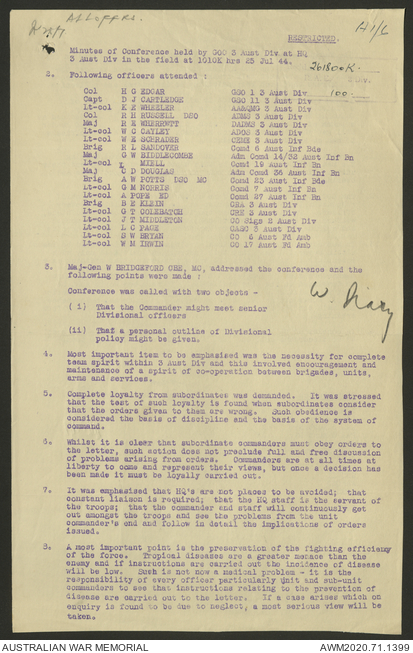 ALLOFFRS.
A1/6
RESTRICTED.
Minutes of Conference held by GOC 3 Aust Div at HQ
3 Aust Div in the field at 1010K hrs 25 Jul 44.
261800K.
2. Following officers attended :
100.
Col H G EDGAR GSO 1 3 Aust Div
Capt D J CARTLEDGE GSO 11 3 Aust Div
Lt-col E E WHEELER AA&QMG 3 Aust Div
Col R H RUSSELL DSO ADMS 3 Aust Div
Maj DADMS 3 Aust Div
Lt-col W C CAYLEY ADOS 3 Aust Div
Lt-col W E SCHRADER CEME 3 Aust Div
Brig Comd 6 Aust Inf Bde
Maj G W BIDDLECOMBE Adm Comd 14/32 Aust Inf Bn
Lt-col MIELL Comd 19 Aust Inf Bn
Maj D DOUGLAS Adm Comd 36 Aust Inf Bn
Brig A W POTTS DSO MC Comd 23 Aust Inf Bde
Lt-col G M NORRIS Comd 7 Aust Inf Bn
Lt-col A POPE ED Comd 27 Aust Inf Bn
Brig B E KLEIN CRA 3 Aust Div
Lt-col G T COLEBATCH CRE 3 Aust Div
Lt-col J T MIDDLETON CO Sigs 3 Aust Div
Lt-col L C PAGE CAASC 3 Aust Div
Lt-col S W BRYAN CO 6 Aust Fd Amb
Lt-col W M IRWIN CO 17 Aust Fd Amb
3. Maj-Gen W BRIDGEFORD CBE, MC, addressed the conference and the
following points were made :
Conference was called with two objects -
( i) That the Commander might meet senior
Divisional officers
W. Diary
(ii) That a personal outline of Divisional
policy might be given.
4. Most important item to be emphasised was the necessity for complete
team spirit within 3 Aust Div and this involved encouragement and
maintenance of a spirit of co-operation between brigades, units,
arms and services.
5. Complete loyalty from subordinates was demanded. It was stressed
that the test of such loyalty is found when subordinates consider
that the orders given to them are wrong. Such obedience is
considered the basis of discipline and the basis of the system of
command.
6. Whilst it is clear that subordinate commanders must obey orders to
the letter, such action does not preclude full and free discussion
of problems arising from orders. Commanders are at all times at
liberty to come and represent their views, but once a decision has
been made it must be loyally carried out.
7. It was emphasised that HQ's are not places to be avoided; that
constant liaison is required; that the HQ staff is the servant of
the troops; that the commander and staff will continuously get
out amongst the troops and see the problems from the unit
commander's end and follow in detail the implications of orders
issued.
8. A most important point is the preservation of the fighting efficiency
of the force. Tropical diseases are a greater menace than the
enemy and if instructions are carried out the incidence of disease
will be low. Such is not now a medical problem - it is the
responsibility of every officer particularly unit and sub-unit
commanders to see that instructions relating to the prevention of
disease are carried out to the letter. If a case arises which on
enquiry is found to be due to neglect, a most serious view will be
taken.
AUSTRALIAN WAR MEMORIAL AWM2020.71.1399